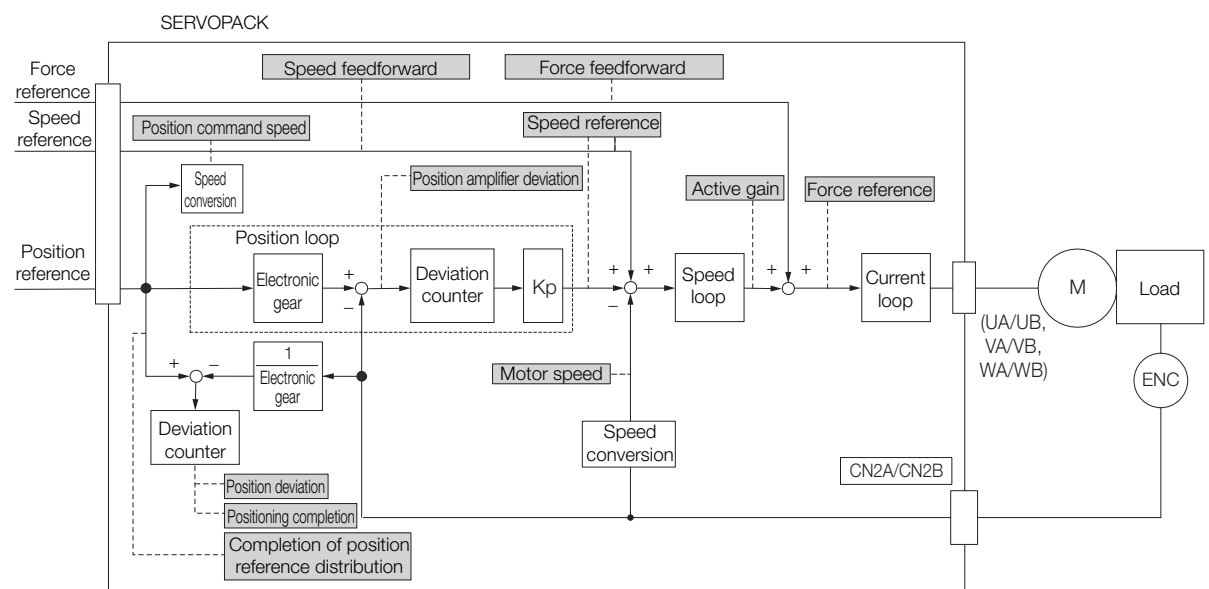 SERVOPACK
Force
reference
Speed
reference
Position
reference
Speed feedforward
Force feedforward
Position command speed
Speed reference
Speed
conversion
Position amplifier deviation
Active gain
Force reference
Position loop
Electronic
gear
+
−
Deviation
counter
Kp
+
+
−
Speed
loop
+
+
Current
loop
M
Load
(UA/UB,
VA/VB,
WA/WB)
ENC
+
−
1
Electronic
gear
Motor speed
Deviation
counter
Speed
conversion
CN2A/CN2B
Position deviation
Positioning completion
Completion of position
reference distribution